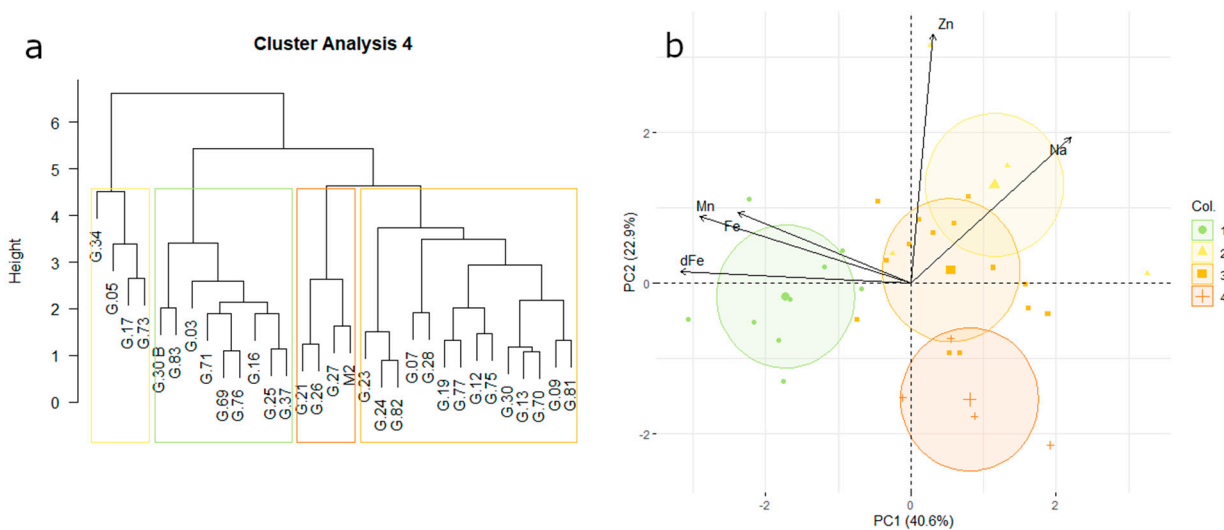 a
Cluster Analysis 4
Height
6
5
4
3
2
1
0
G.34
G.05
G.17
G.73
G.30 B
G.83
G.03
G.71
G.69
G.76
G.16
G.25
G.37
G.21
G.26
G.27
M2
G.23
G.24
G.82
G.07
G.28
G.19
G.77
G.12
G.75
G.30
G.13
G.70
G.09
G.81
b
Zn
Na
Mn
Fe
dFe
PC2 (22.9%)
2
0
-2
-2
0
2
PC1 (40.6%)
Col.
1
2
3
4